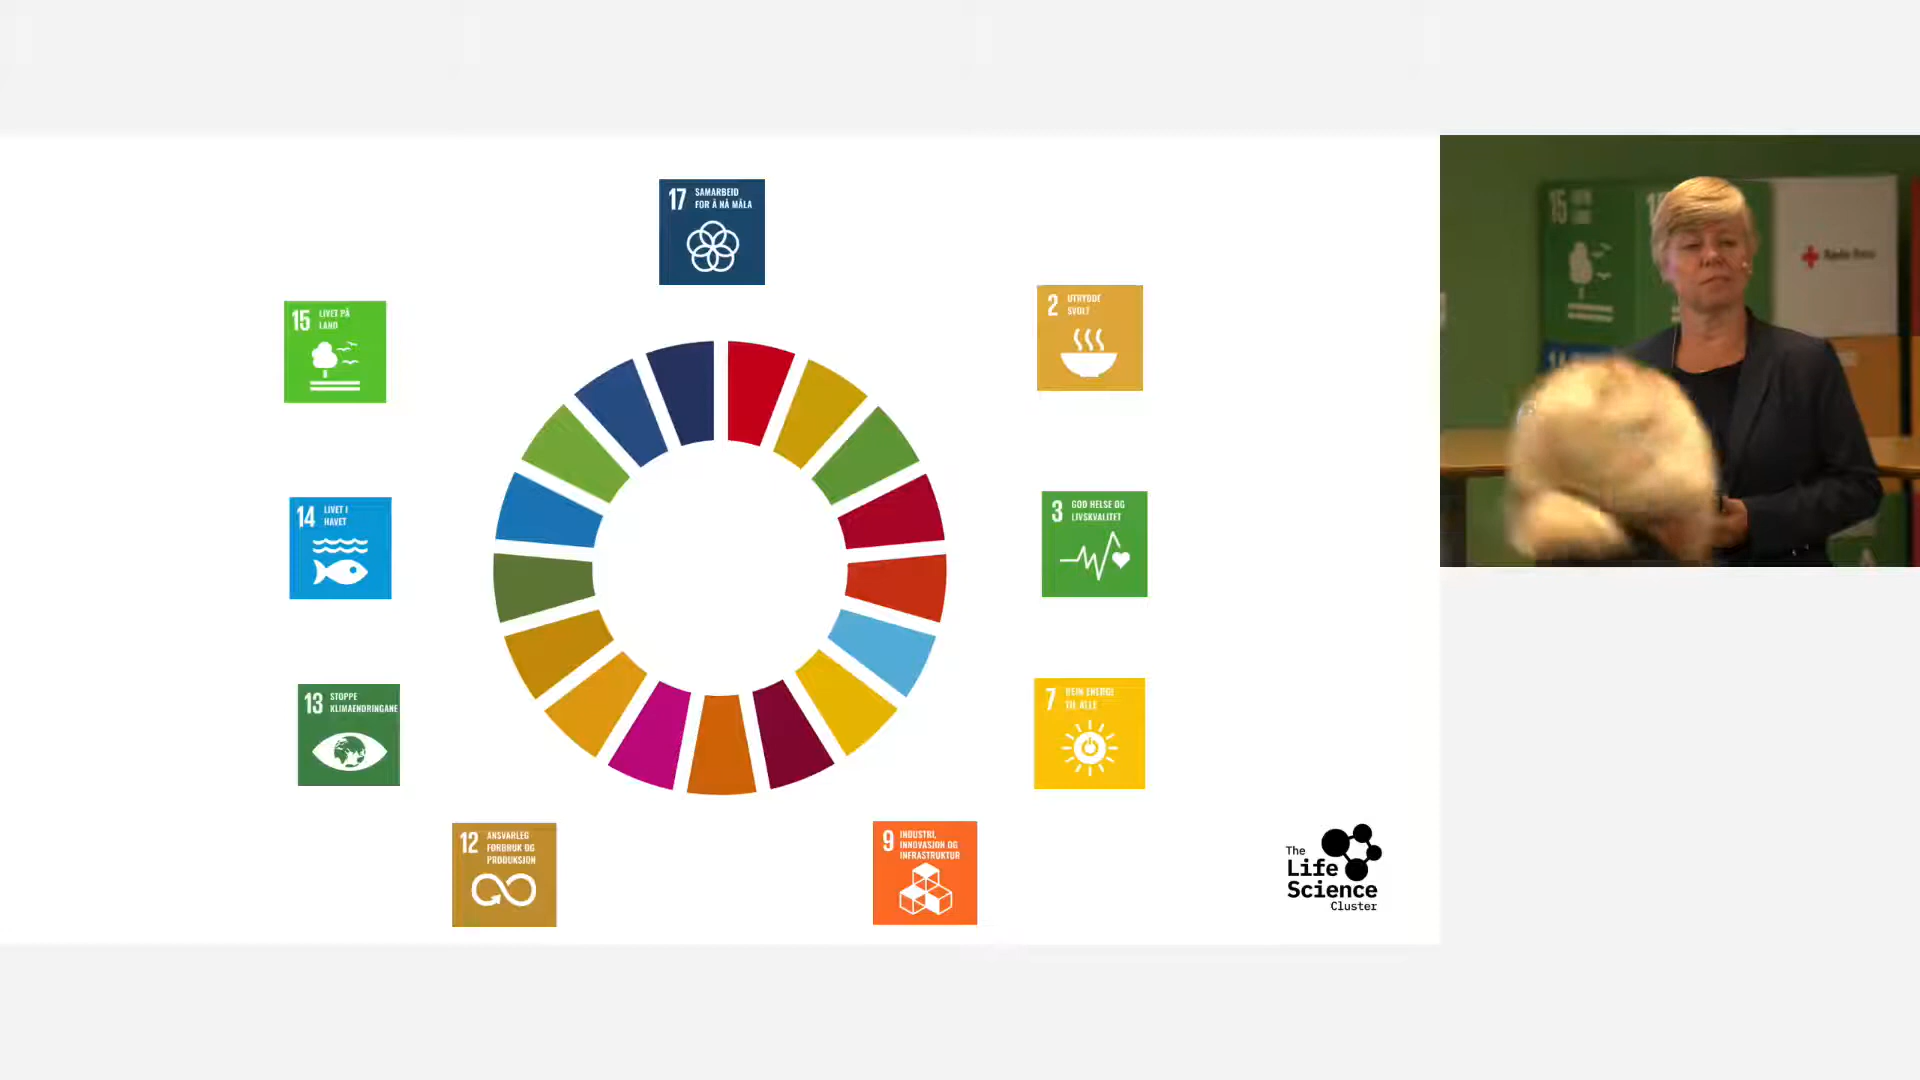 17 SAMARBEID
FOR Å NÅ MÅLA
15 LIVET PÅ
LAND
2 UTRYDDE
SVOLT
14 LIVET I
HAVET
3 GOD HELSE OG
LIVSKVALITET
13 STOPPE
KLIMAENDRINGANE
7 REIN ENERGI
TIL ALLE
12 ANSVARLEG
FORBRUK OG
PRODUKSJON
9 INDUSTRI,
INNOVASJON OG
INFRASTRUKTUR
The
Life
Science
Cluster
15